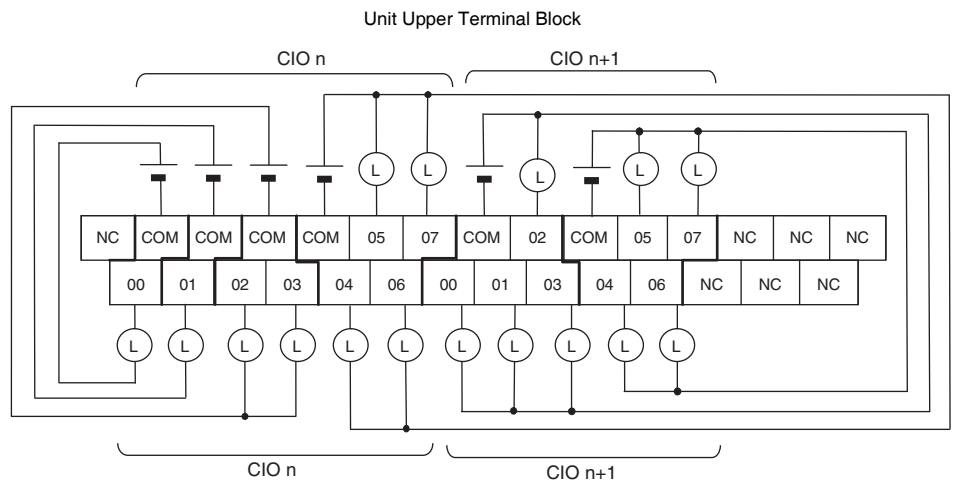 Unit Upper Terminal Block
CIO n CIO n+1
L L L L L
NC COM COM COM COM 05 07 COM 02 COM 05 07 NC NC NC
00 01 02 03 04 06 00 01 03 04 06 NC NC NC
L L L L L L L L L L L
CIO n CIO n+1